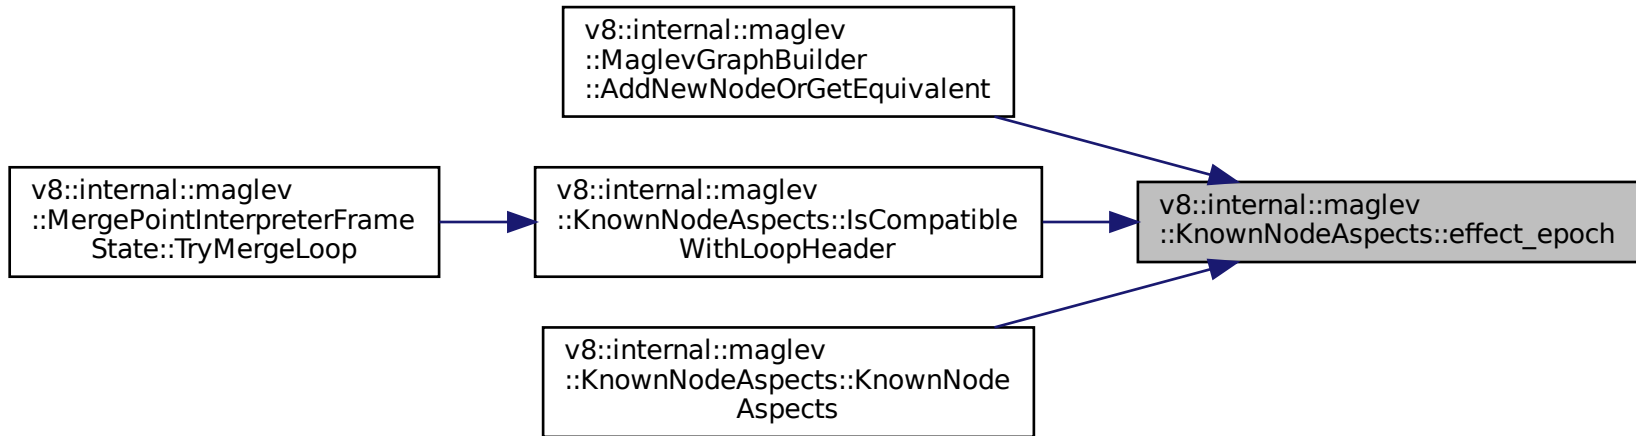 v8::internal::maglev
::MaglevGraphBuilder
::AddNewNodeOrGetEquivalent
v8::internal::maglev
::MergePointInterpreterFrame
State::TryMergeLoop
v8::internal::maglev
::KnownNodeAspects::IsCompatible
WithLoopHeader
v8::internal::maglev
::KnownNodeAspects::effect_epoch
v8::internal::maglev
::KnownNodeAspects::KnownNode
Aspects